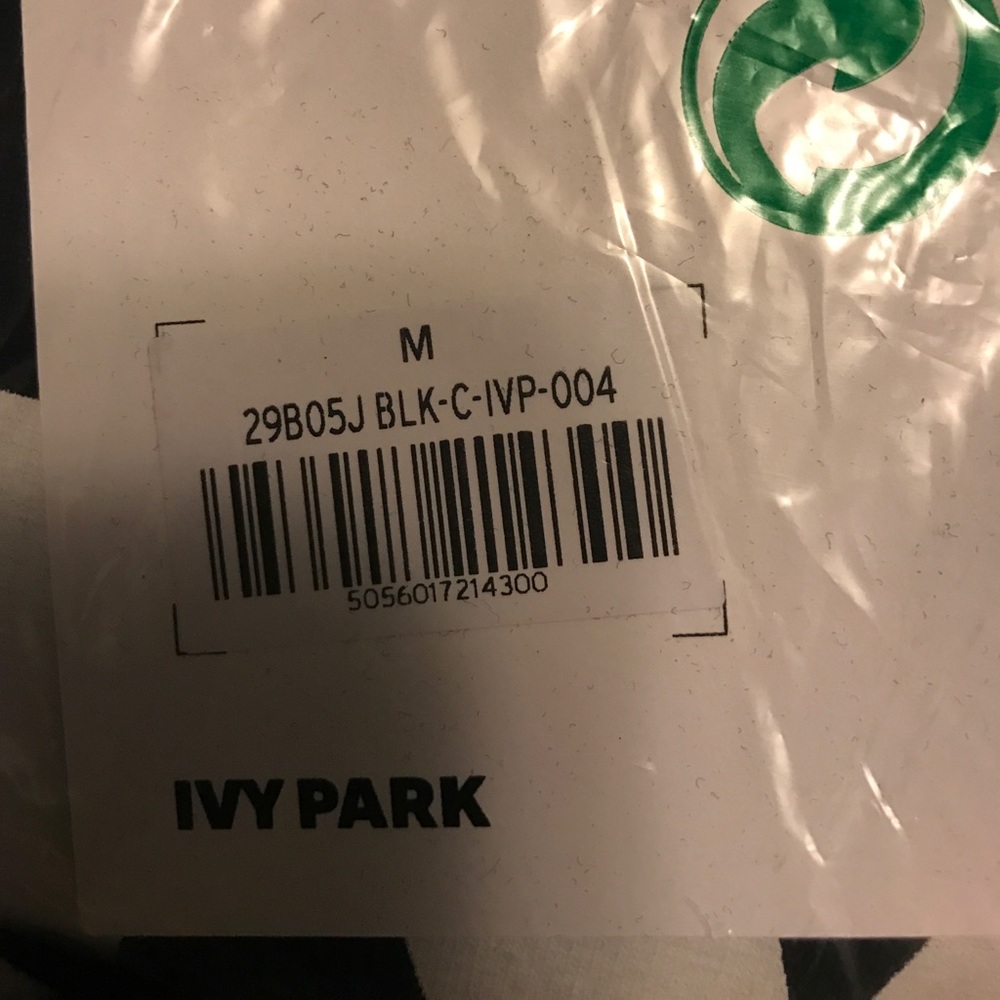 M
29B05J BLK-C-IVP-004
5056017214300
IVY PARK